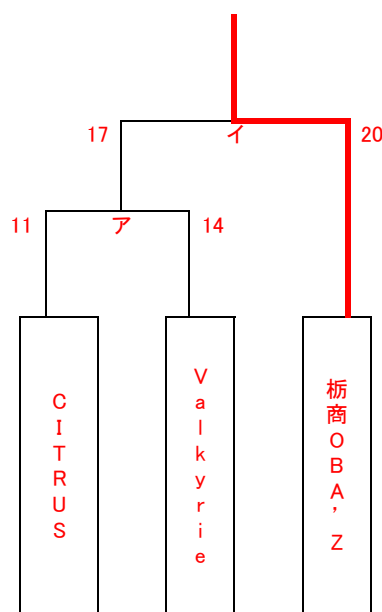 17 イ 20
11 ア 14
CITRUS
Valkyrie
栃商OBA’Z